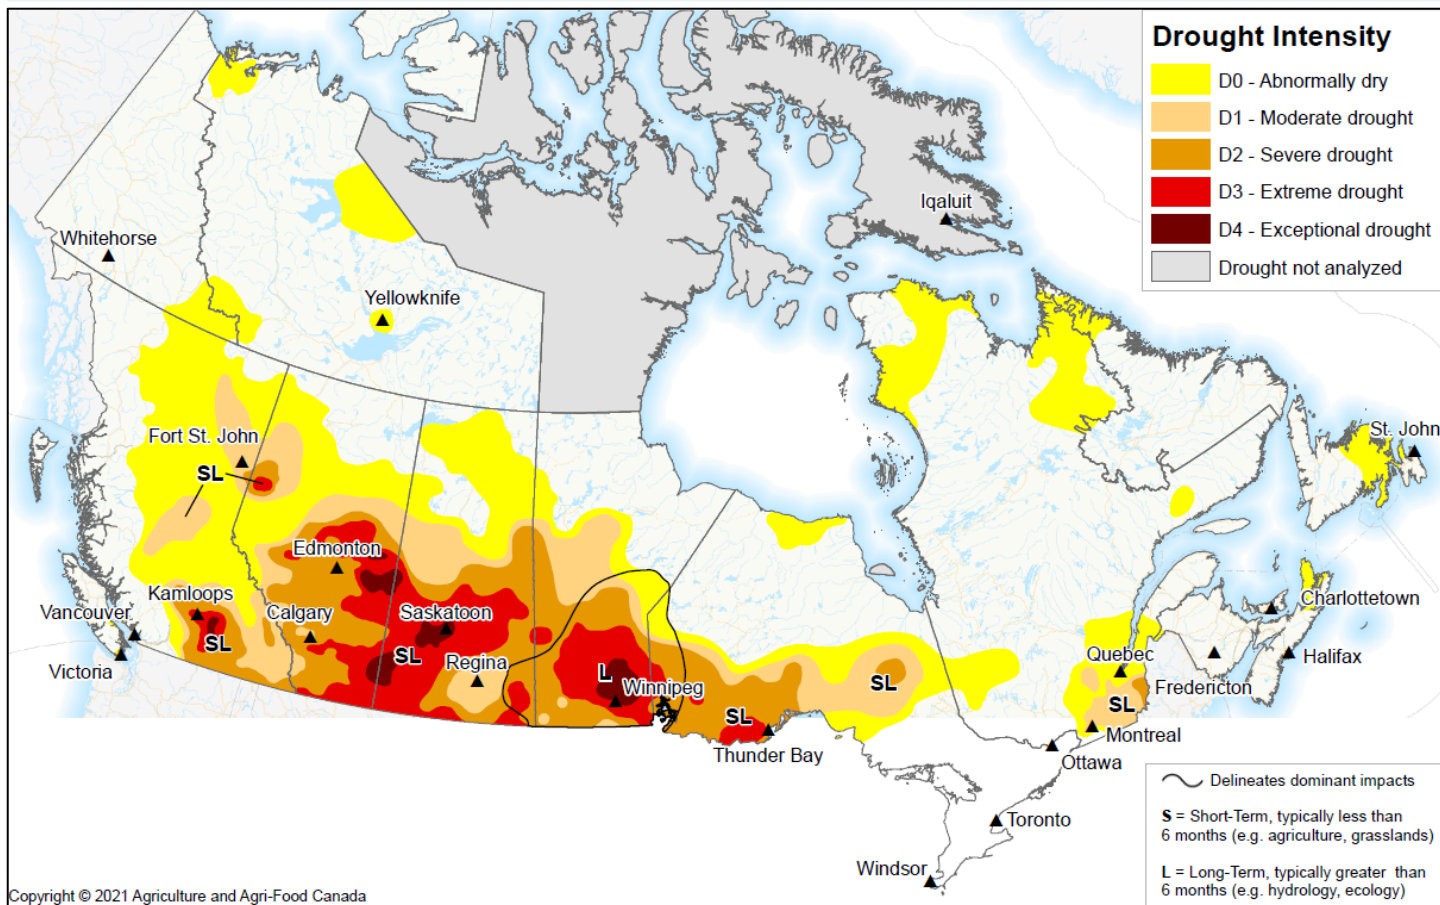 Drought Intensity
D0 - Abnormally dry
D1 - Moderate drought
D2 - Severe drought
D3 - Extreme drought
D4 - Exceptional drought
Drought not analyzed
Iqaluit
Whitehorse
Yellowknife
Fort St. John
SL
St. John
Edmonton
Kamloops
Vancouver
Calgary
Saskatoon
Charlottetown
SL
SL
Regina
Victoria
L
Winnipeg
Quebec
Halifax
SL
Fredericton
SL
SL
Montreal
Thunder Bay
Ottawa
Delineates dominant impacts
S = Short-Term, typically less than
6 months (e.g. agriculture, grasslands)
Toronto
L = Long-Term, typically greater than
6 months (e.g. hydrology, ecology)
Windsor
Copyright © 2021 Agriculture and Agri-Food Canada